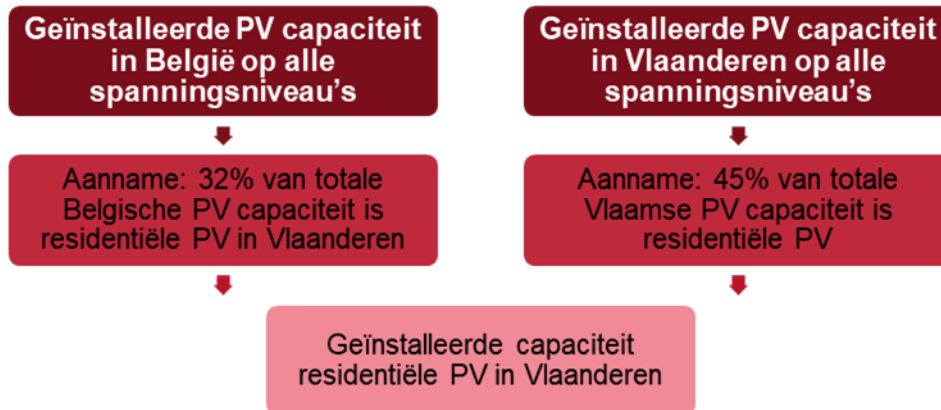 Geïnstalleerde PV capaciteit
in België op alle
spanningsniveau's
Geïnstalleerde PV capaciteit
in Vlaanderen op alle
spanningsniveau's
Aanname: 32% van totale
Belgische PV capaciteit is
residentiële PV in Vlaanderen
Aanname: 45% van totale
Vlaamse PV capaciteit is
residentiële PV
Geïnstalleerde capaciteit
residentiële PV in Vlaanderen